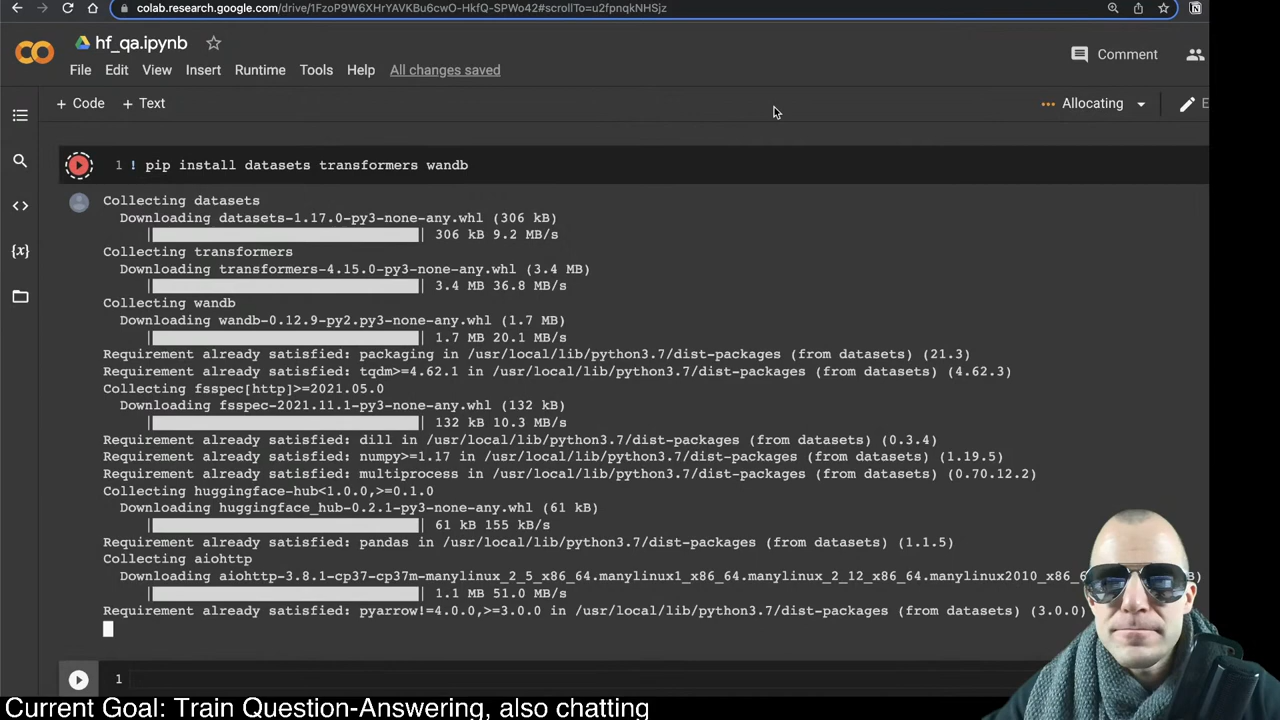 colab.research.google.com/drive/1FzoP9W6XHrYAVKBu6cwO-HkfQ-SPWo42#scrollTo=u2fpnqkNHSjz
hf_qa.ipynb
Comment
File Edit View Insert Runtime Tools Help All changes saved
+ Code + Text
Allocating
E
1 ! pip install datasets transformers wandb
Collecting datasets
Downloading datasets-1.17.0-py3-none-any.whl (306 kB)
|                                | 306 kB 9.2 MB/s
Collecting transformers
Downloading transformers-4.15.0-py3-none-any.whl (3.4 MB)
|                                | 3.4 MB 36.8 MB/s
Collecting wandb
Downloading wandb-0.12.9-py2.py3-none-any.whl (1.7 MB)
|                                | 1.7 MB 20.1 MB/s
Requirement already satisfied: packaging in /usr/local/lib/python3.7/dist-packages (from datasets) (21.3)
Requirement already satisfied: tqdm>=4.62.1 in /usr/local/lib/python3.7/dist-packages (from datasets) (4.62.3)
Collecting fsspec[http]>=2021.05.0
Downloading fsspec-2021.11.1-py3-none-any.whl (132 kB)
|                                | 132 kB 10.3 MB/s
Requirement already satisfied: dill in /usr/local/lib/python3.7/dist-packages (from datasets) (0.3.4)
Requirement already satisfied: numpy>=1.17 in /usr/local/lib/python3.7/dist-packages (from datasets) (1.19.5)
Requirement already satisfied: multiprocess in /usr/local/lib/python3.7/dist-packages (from datasets) (0.70.12.2)
Collecting huggingface-hub<1.0.0,>=0.1.0
Downloading huggingface_hub-0.2.1-py3-none-any.whl (61 kB)
|                                | 61 kB 155 kB/s
Requirement already satisfied: pandas in /usr/local/lib/python3.7/dist-packages (from datasets) (1.1.5)
Collecting aiohttp
Downloading aiohttp-3.8.1-cp37-cp37m-manylinux_2_5_x86_64.manylinux1_x86_64.manylinux_2_12_x86_64.manylinux2010_x86_6
|                                | 1.1 MB 51.0 MB/s
Requirement already satisfied: pyarrow!=4.0.0,>=3.0.0 in /usr/local/lib/python3.7/dist-packages (from datasets) (3.0.0)
1
Current Goal: Train Question-Answering, also chatting